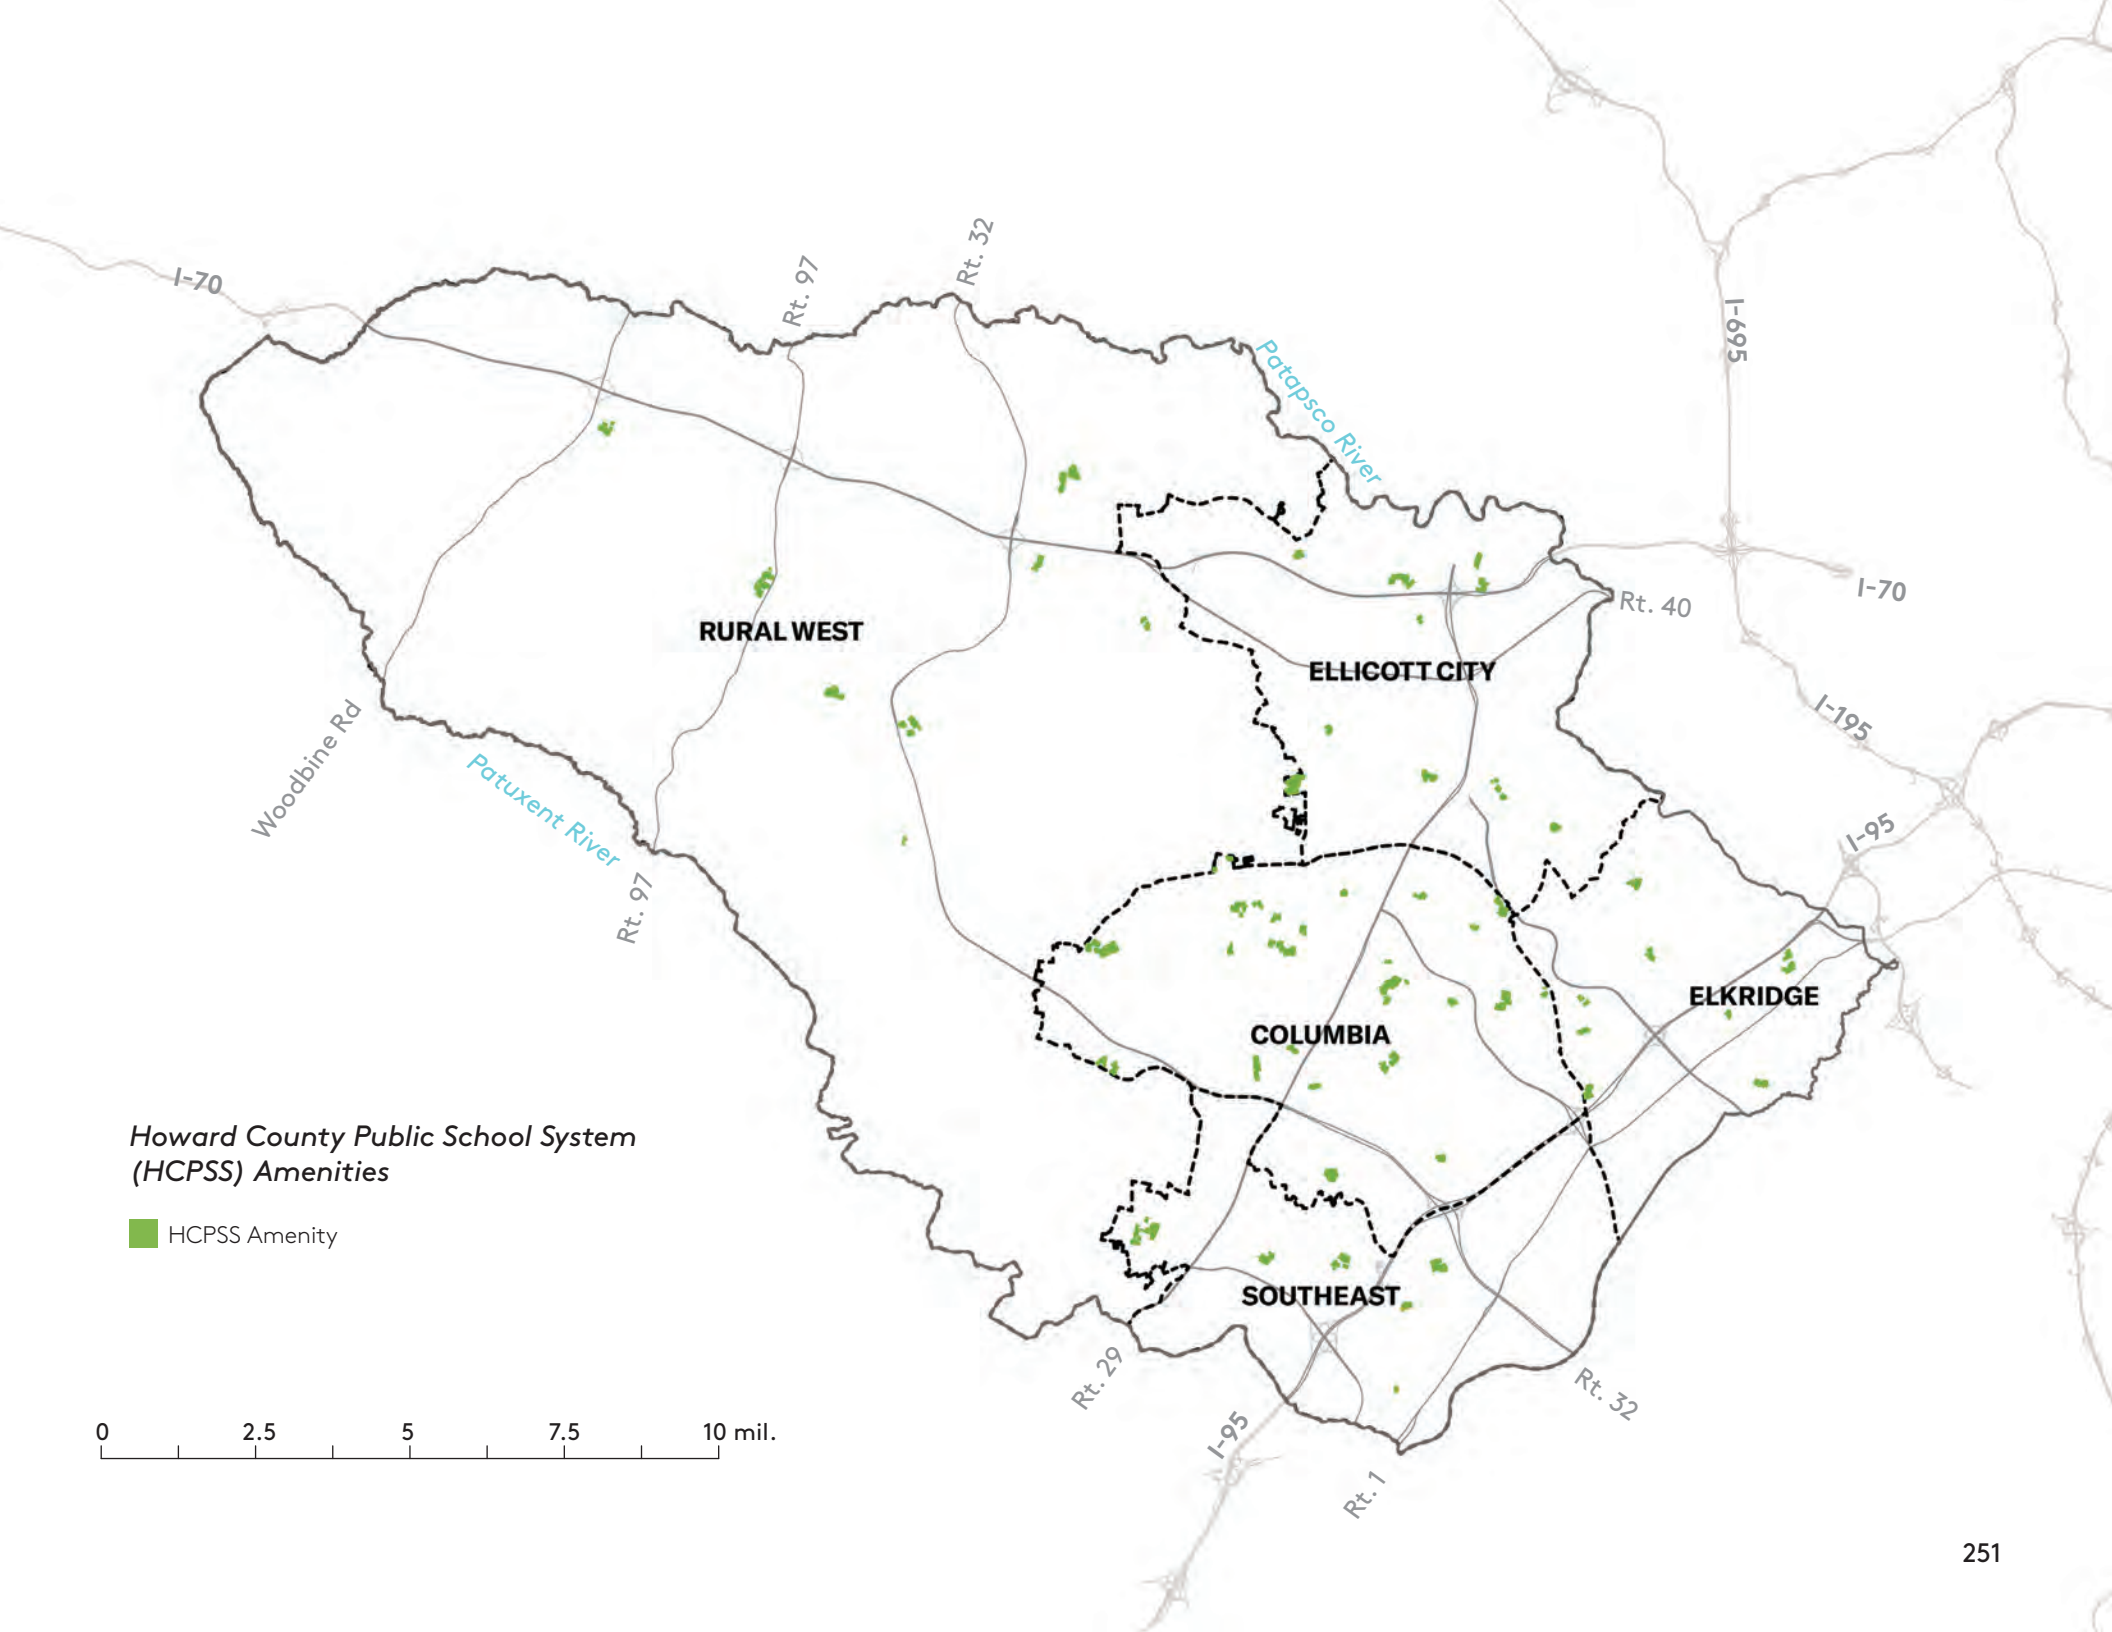 I-70
Rt. 97
Rt. 32
Patapsco River
I-695
I-70
Rt. 40
RURAL WEST
ELLICOTT CITY
Woodbine Rd
Patuxent River
I-195
I-95
Rt. 97
ELKRIDGE
COLUMBIA
Howard County Public School System
(HCPSS) Amenities
HCPSS Amenity
SOUTHEAST
Rt. 29
Rt. 32
I-95
Rt. 1
0 2.5 5 7.5 10 mil.
251